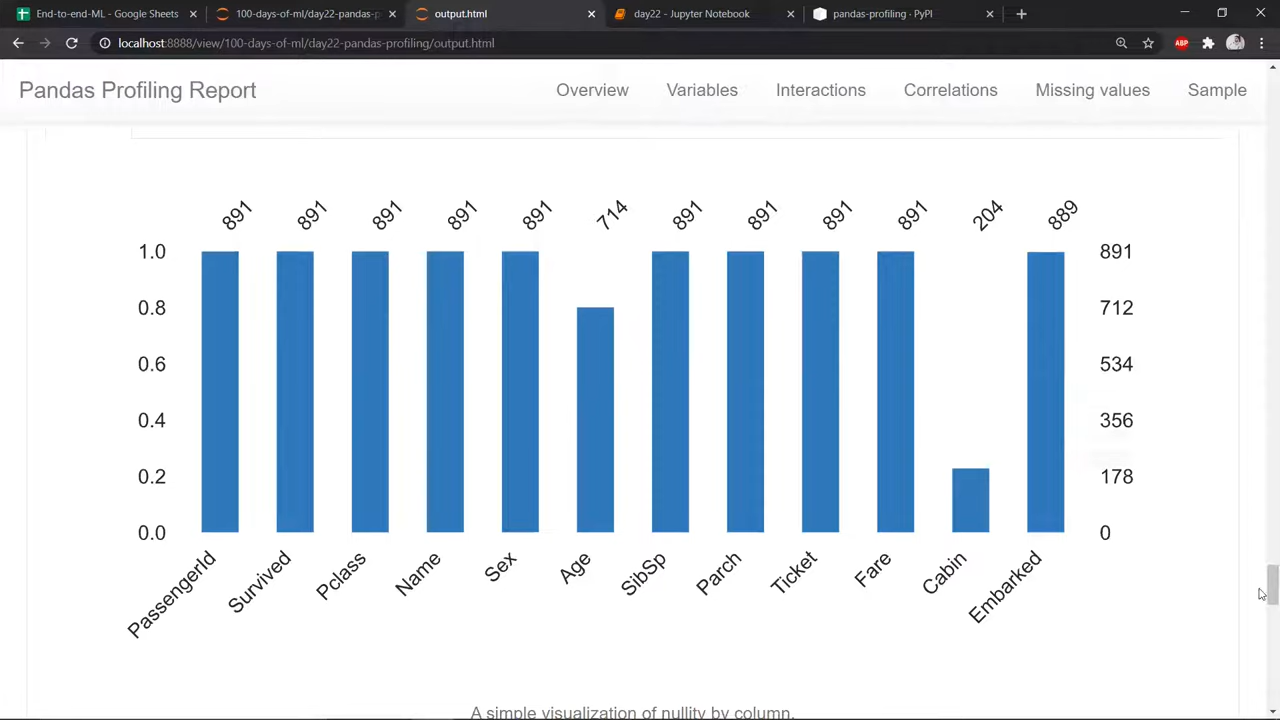 End-to-end-ML - Google Sheets
100-days-of-ml/day22-pandas-p
output.html
day22 - Jupyter Notebook
pandas-profiling · PyPI
localhost:8888/view/100-days-of-ml/day22-pandas-profiling/output.html
ABP
Pandas Profiling Report
Overview
Variables
Interactions
Correlations
Missing values
Sample
891 891 891 891 891 714 891 891 891 891 204 889
1.0 891
0.8 712
0.6 534
0.4 356
0.2 178
0.0 0
PassengerId Survived Pclass Name Sex Age SibSp Parch Ticket Fare Cabin Embarked
A simple visualization of nullity by column.